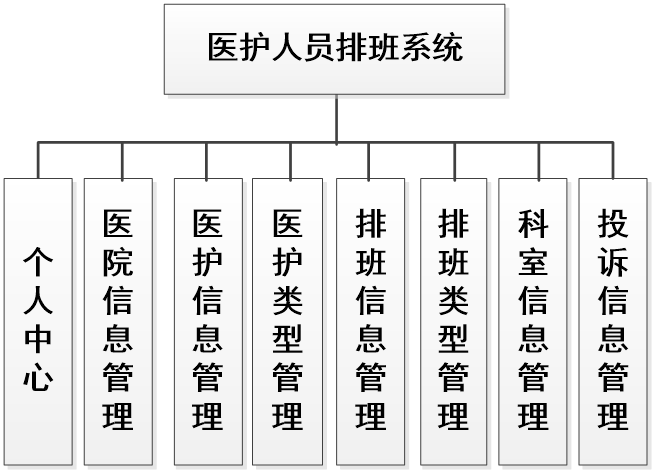 医护人员排班系统
个人中心
医院信息管理
医护信息管理
医护类型管理
排班信息管理
排班类型管理
科室信息管理
投诉信息管理